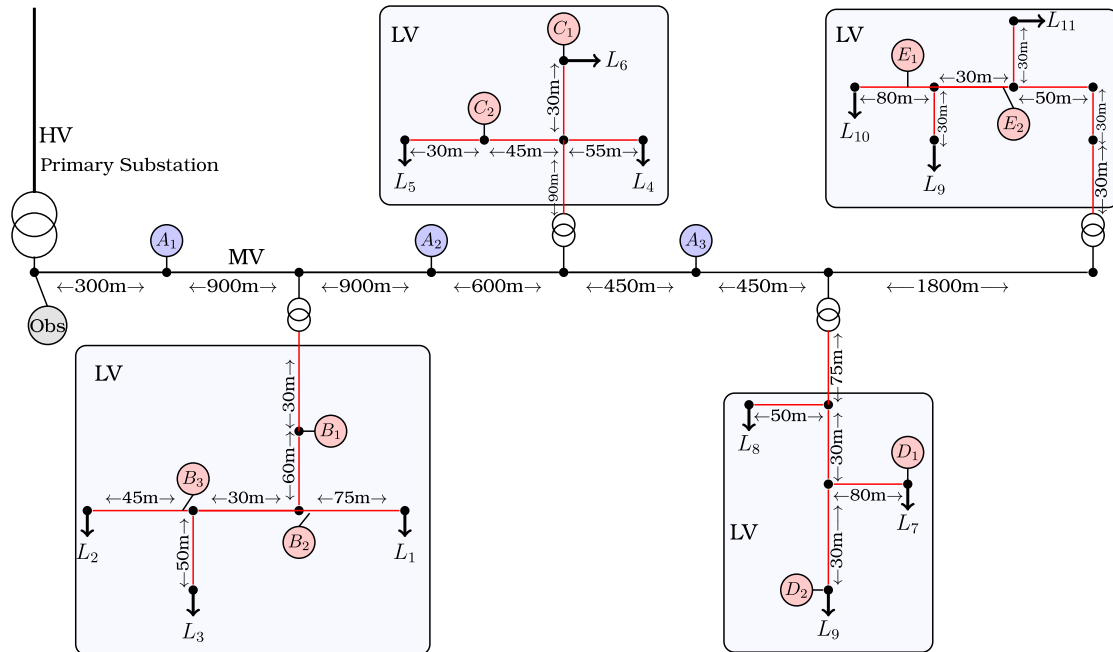 HV
Primary Substation
Obs
←300m→
A₁
←900m→
MV
←900m→
A₂
←600m→
←450m→
A₃
←450m→
←1800m→
LV
C₁
L₆
←30m→
C₂
←30m→
←45m→
←55m→
L₅
L₄
←90m→
LV
L₁₁
E₁
←30m→
←30m→
←80m→
←50m→
L₁₀
←30m→
E₂
←30m→
L₉
←30m→
LV
←30m→
B₁
←60m→
B₃
←45m→
←30m→
←75m→
L₂
B₂
L₁
←50m→
L₃
←75m→
LV
←50m→
L₈
←30m→
D₁
←80m→
L₇
LV
←30m→
D₂
L₉